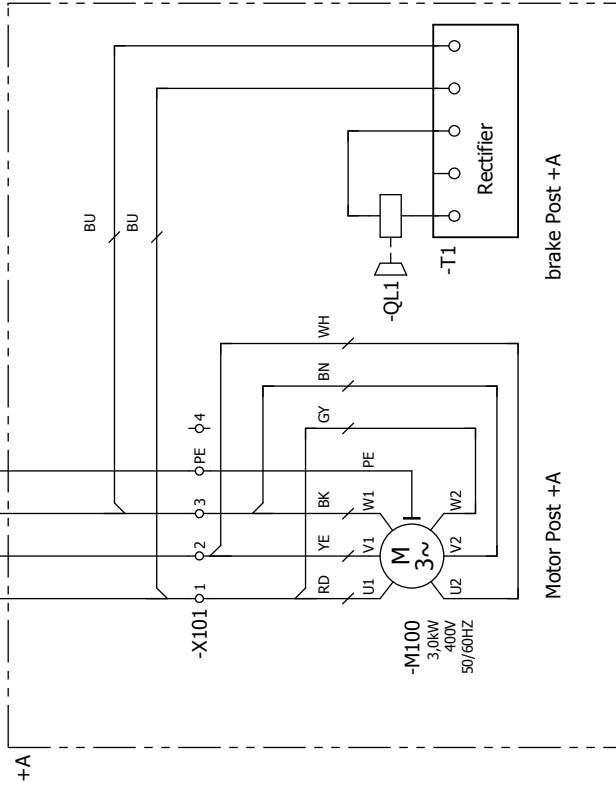 +A
BU
BU
-X101
1
2
3
PE
4
RD
YE
BK
PE
GY
BN
WH
U1
V1
W1
M
3~
U2
V2
W2
-M100
3,0kW
400V
50/60HZ
Motor Post +A
-QL1
-T1
Rectifier
brake Post +A